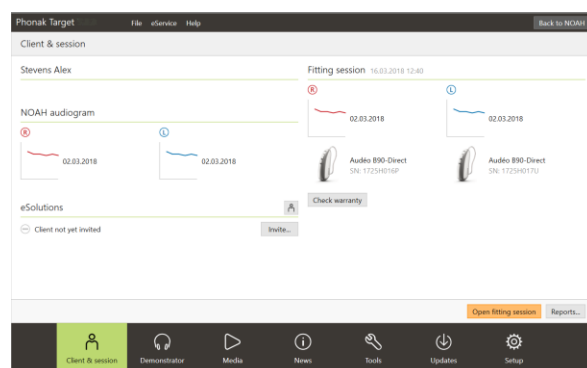 Phonak Target
File eService Help
Back to NOAH
Client & session
Stevens Alex
NOAH audiogram
R
02.03.2018
L
02.03.2018
eSolutions
Client not yet invited
Invite...
Fitting session 16.03.2018 12:40
R
02.03.2018
L
02.03.2018
Audéo B90-Direct
SN: 1725H016P
Audéo B90-Direct
SN: 1725H017U
Check warranty
Open fitting session
Reports...
Client & session
Demonstrator
Media
News
Tools
Updates
Setup